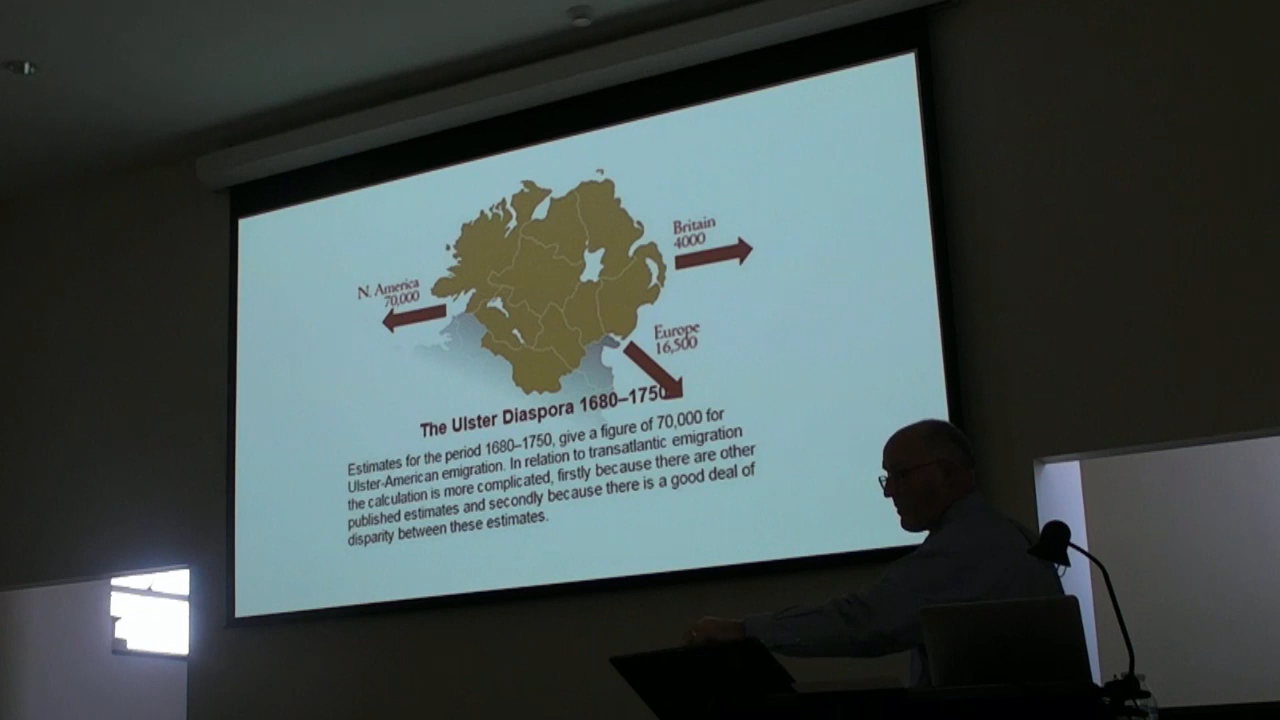 Britain
4000
N. America
70,000
Europe
16,500
The Ulster Diaspora 1680–1750
Estimates for the period 1680–1750, give a figure of 70,000 for
Ulster-American emigration. In relation to transatlantic emigration
the calculation is more complicated, firstly because there are other
published estimates and secondly because there is a good deal of
disparity between these estimates.